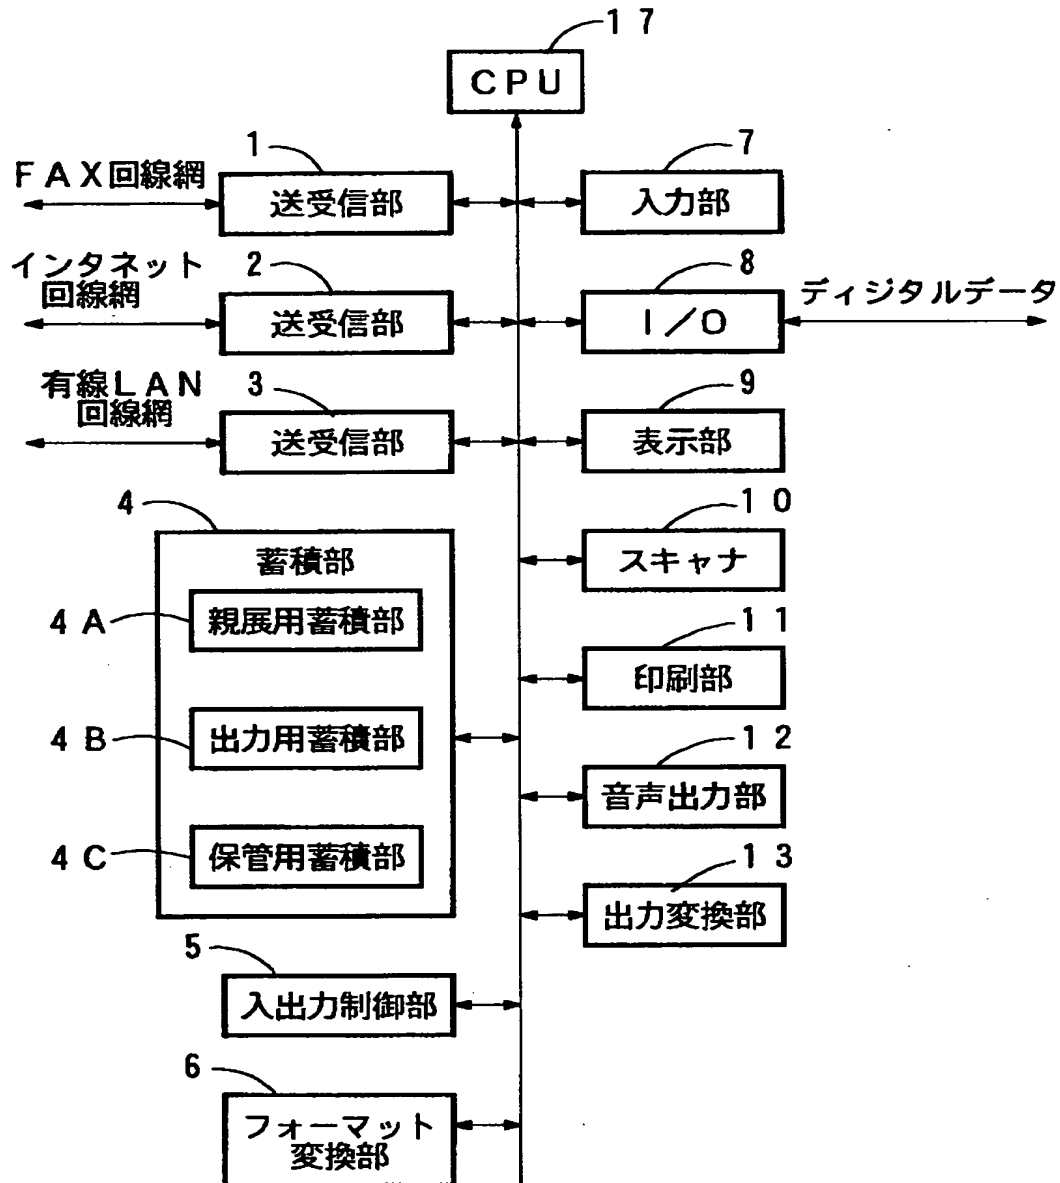 17
CPU
1
FAX回線網
送受信部
7
入力部
インタネット
回線網
2
送受信部
8
I/O
ディジタルデータ
有線LAN
回線網
3
送受信部
9
表示部
4
蓄積部
4A
親展用蓄積部
4B
出力用蓄積部
4C
保管用蓄積部
10
スキャナ
11
印刷部
12
音声出力部
13
出力変換部
5
入出力制御部
6
フォーマット
変換部